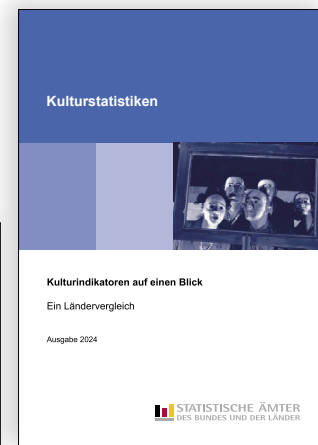 Kulturstatistiken
Kulturindikatoren auf einen Blick
Ein Ländervergleich
Ausgabe 2024
STATISTISCHE ÄMTER
DES BUNDES UND DER LÄNDER